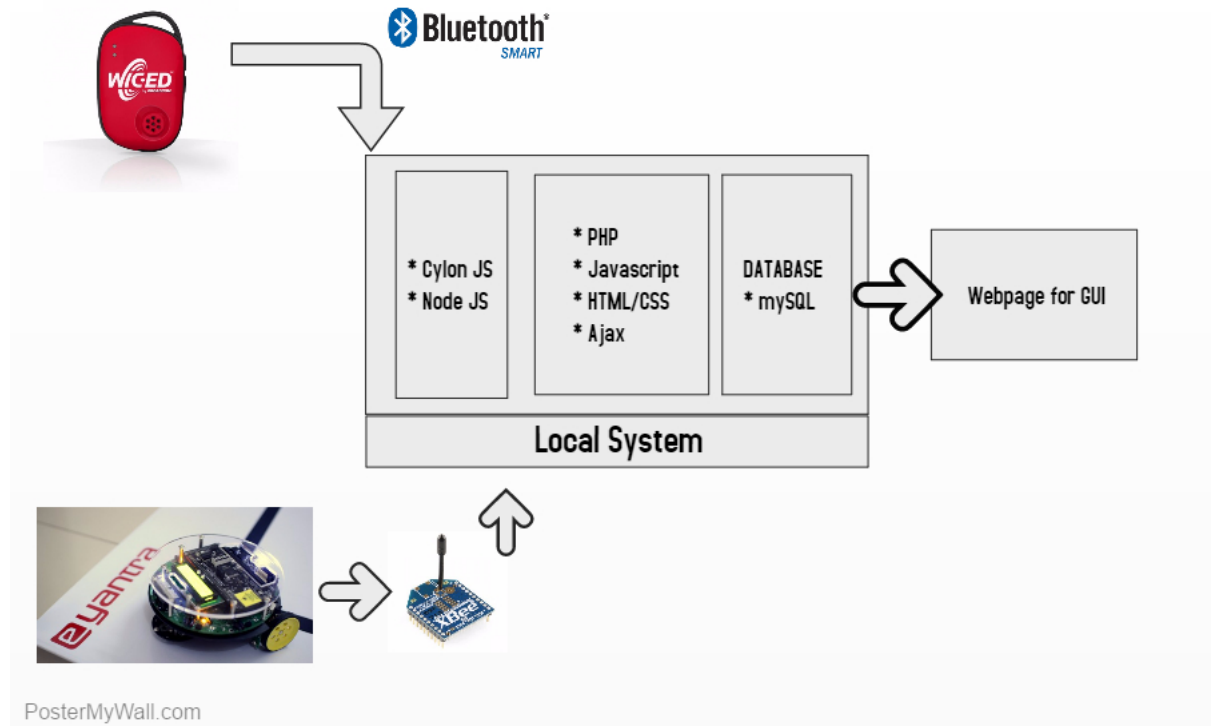 Bluetooth®
SMART
WICED
* Cylon JS
* Node JS
* PHP
* Javascript
* HTML/CSS
* Ajax
DATABASE
* mySQL
Webpage for GUI
Local System
eyantra
XBee
PosterMyWall.com